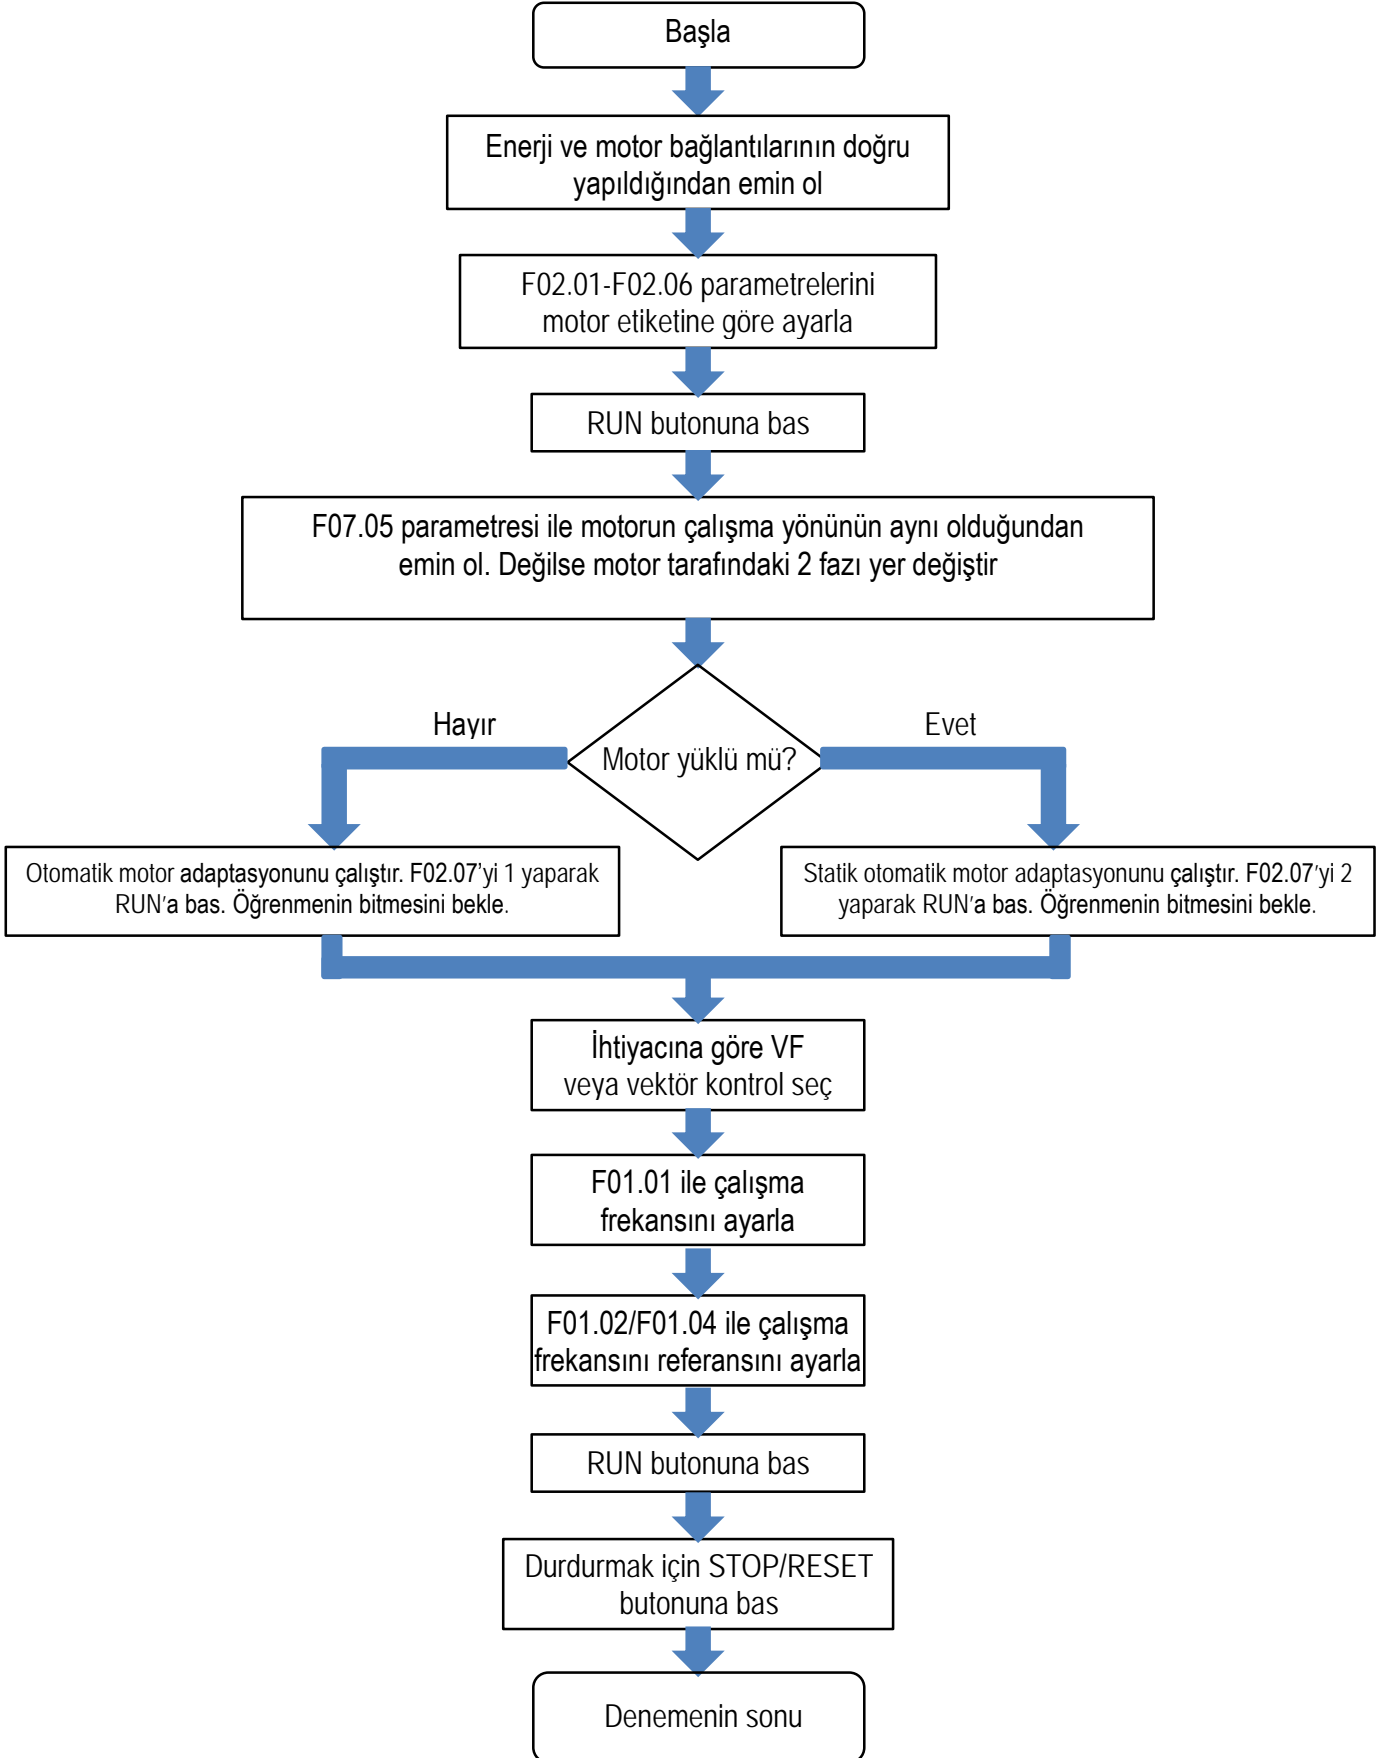 Başla
Enerji ve motor bağlantılarının doğru
yapıldığından emin ol
F02.01-F02.06 parametrelerini
motor etiketine göre ayarla
RUN butonuna bas
F07.05 parametresi ile motorun çalışma yönünün aynı olduğundan
emin ol. Değilse motor tarafındaki 2 fazı yer değiştir
Hayır
Evet
Motor yüklü mü?
Otomatik motor adaptasyonunu çalıştır. F02.07'yi 1 yaparak
RUN'a bas. Öğrenmenin bitmesini bekle.
Statik otomatik motor adaptasyonunu çalıştır. F02.07'yi 2
yaparak RUN'a bas. Öğrenmenin bitmesini bekle.
İhtiyacına göre VF
veya vektör kontrol seç
F01.01 ile çalışma
frekansını ayarla
F01.02/F01.04 ile çalışma
frekansını referansını ayarla
RUN butonuna bas
Durdurmak için STOP/RESET
butonuna bas
Denemenin sonu